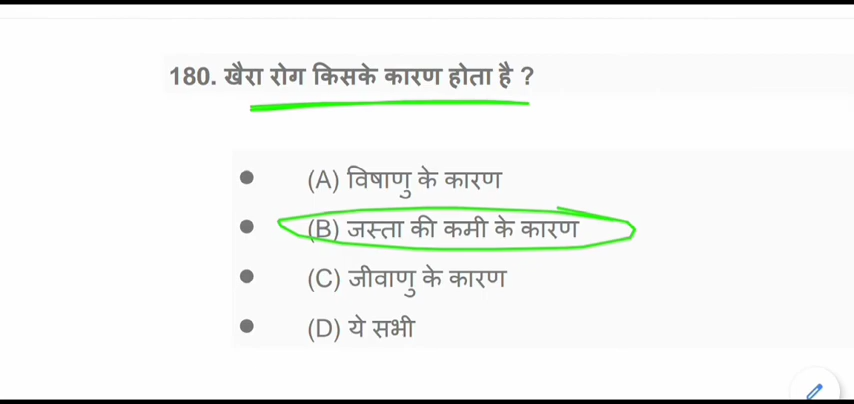 180. खैरा रोग किसके कारण होता है ?
(A) विषाणु के कारण
(B) जस्ता की कमी के कारण
(C) जीवाणु के कारण
(D) ये सभी